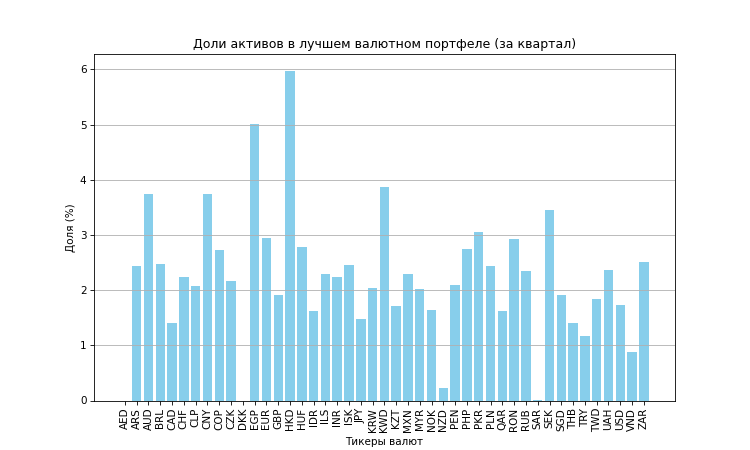 Доли активов в лучшем валютном портфеле (за квартал)
Доля (%)
6
5
4
3
2
1
0
AED ARS AUD BRL CAD CHF CLP CNY COP CZK DKK EGP EUR GBP HKD HUF IDR ILS INR ISK JPY KRW KWD KZT MXN MYR NOK NZD PEN PHP PKR PLN QAR RON RUB SAR SEK SGD THB TRY TWD UAH USD VND ZAR
Тикеры валют